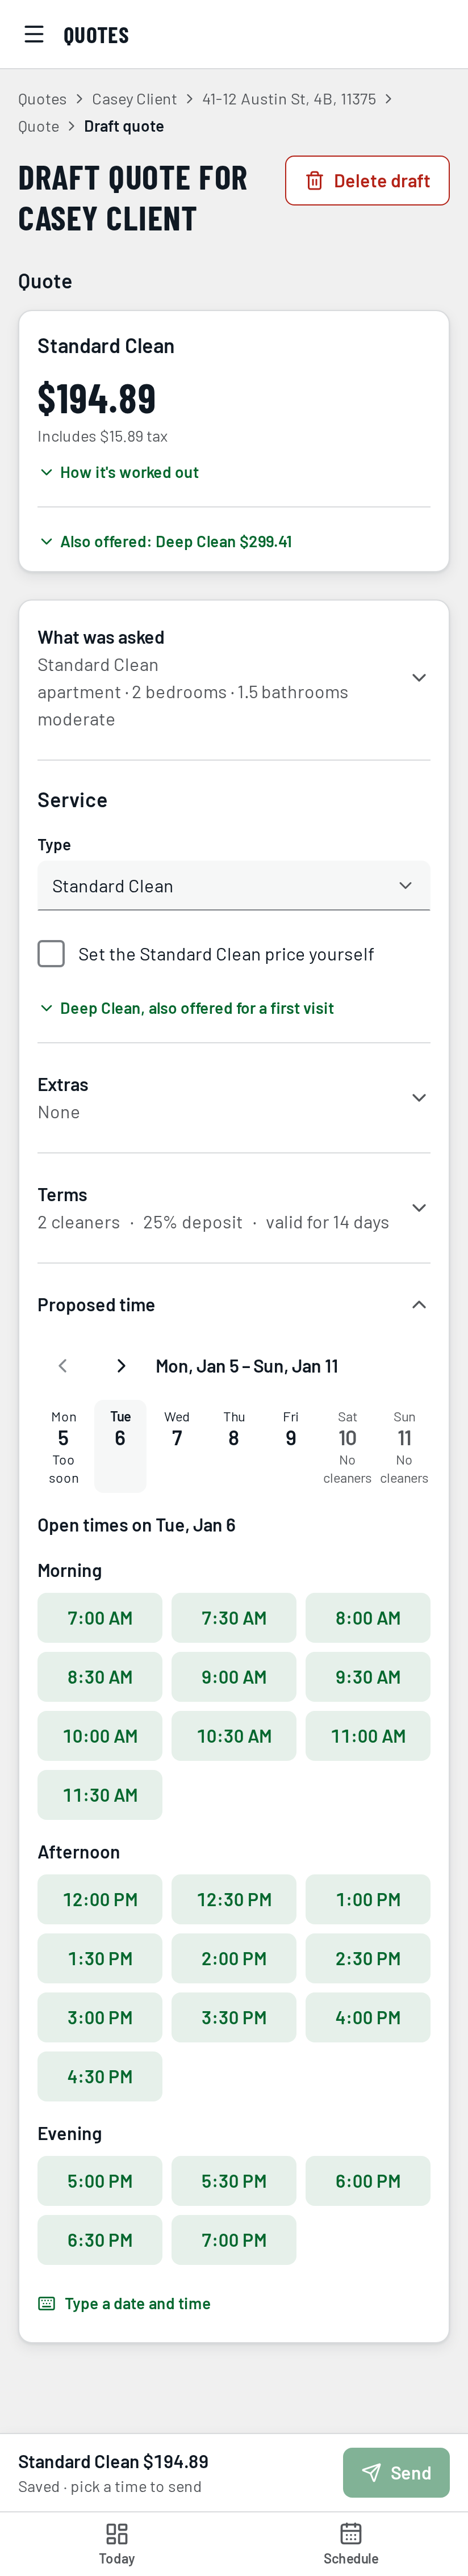 QUOTES
Quotes > Casey Client > 41-12 Austin St, 4B, 11375 >
Quote > Draft quote
DRAFT QUOTE FOR
CASEY CLIENT
Delete draft
Quote
Standard Clean
$194.89
Includes $15.89 tax
How it's worked out
Also offered: Deep Clean $299.41
What was asked
Standard Clean
apartment · 2 bedrooms · 1.5 bathrooms
moderate
Service
Type
Standard Clean
Set the Standard Clean price yourself
Deep Clean, also offered for a first visit
Extras
None
Terms
2 cleaners · 25% deposit · valid for 14 days
Proposed time
Mon, Jan 5 – Sun, Jan 11
Mon Tue Wed Thu Fri Sat Sun
5 6 7 8 9 10 11
Too No No
soon cleaners cleaners
Open times on Tue, Jan 6
Morning
7:00 AM 7:30 AM 8:00 AM
8:30 AM 9:00 AM 9:30 AM
10:00 AM 10:30 AM 11:00 AM
11:30 AM
Afternoon
12:00 PM 12:30 PM 1:00 PM
1:30 PM 2:00 PM 2:30 PM
3:00 PM 3:30 PM 4:00 PM
4:30 PM
Evening
5:00 PM 5:30 PM 6:00 PM
6:30 PM 7:00 PM
Type a date and time
Standard Clean $194.89
Saved · pick a time to send
Send
Today Schedule